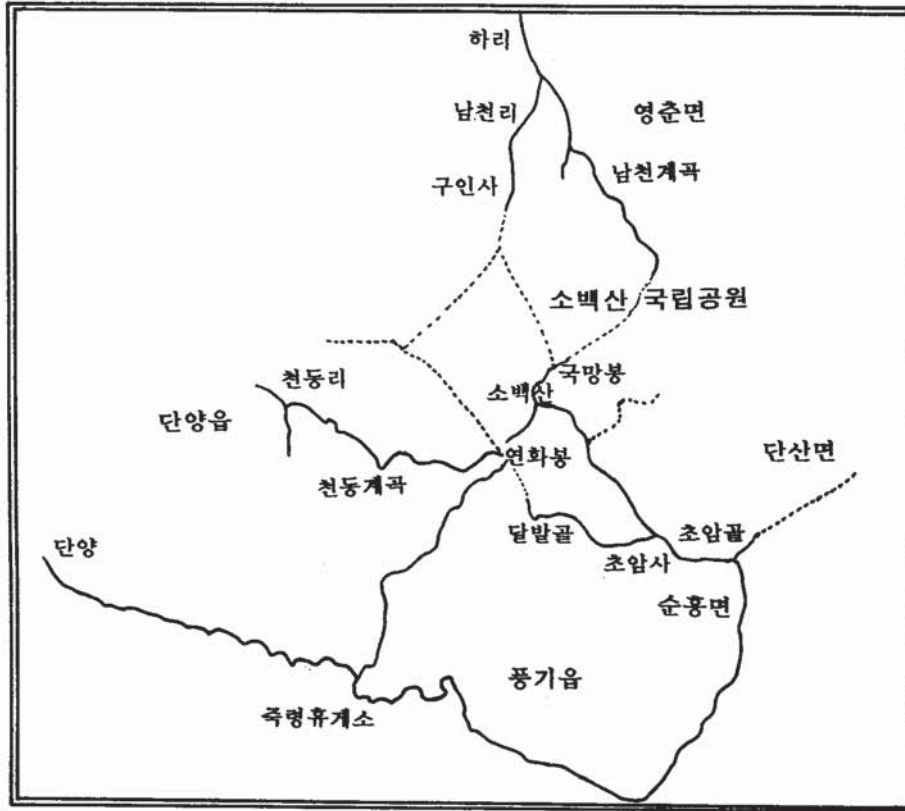 하리
남천리
영춘면
구인사
남천계곡
소백산 국립공원
국망봉
천동리
소백산
단양읍
연화봉
단산면
천동계곡
달밭골
초암골
단양
초암사
순흥면
풍기읍
죽령휴게소